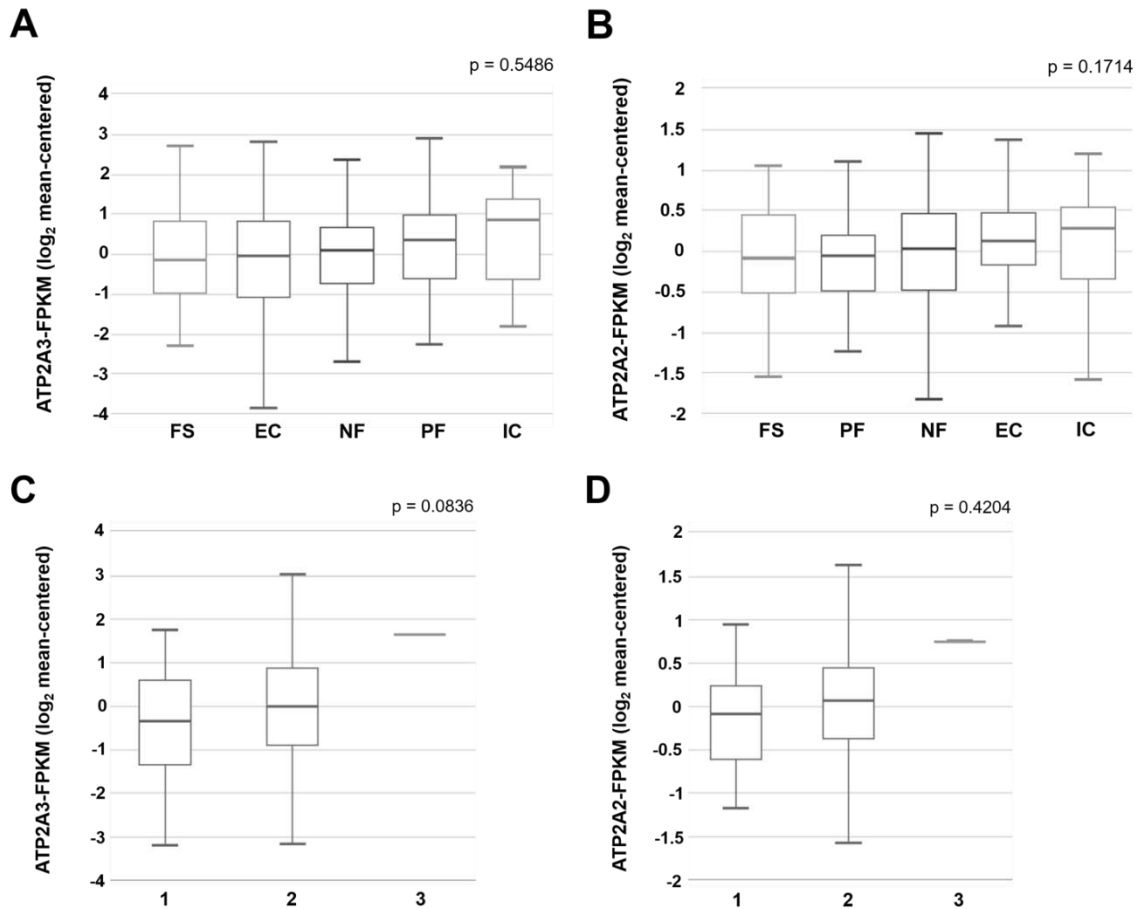 A
p = 0.5486
ATP2A3-FPKM (log₂ mean-centered)
4
3
2
1
0
-1
-2
-3
-4
FS EC NF PF IC
B
p = 0.1714
ATP2A2-FPKM (log₂ mean-centered)
2
1.5
1
0.5
0
-0.5
-1
-1.5
-2
FS PF NF EC IC
C
p = 0.0836
ATP2A3-FPKM (log₂ mean-centered)
4
3
2
1
0
-1
-2
-3
-4
1 2 3
D
p = 0.4204
ATP2A2-FPKM (log₂ mean-centered)
2
1.5
1
0.5
0
-0.5
-1
-1.5
-2
1 2 3